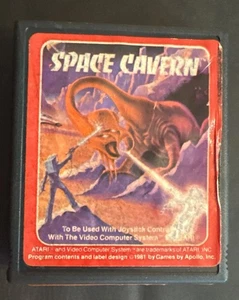 SPACE CAVERN
To Be Used With Joystick Contr
With The Video Computer System
ATARI and Video Computer System are trademarks of ATARI, INC.
Program contents and label design ©1981 by Games by Apollo, Inc.